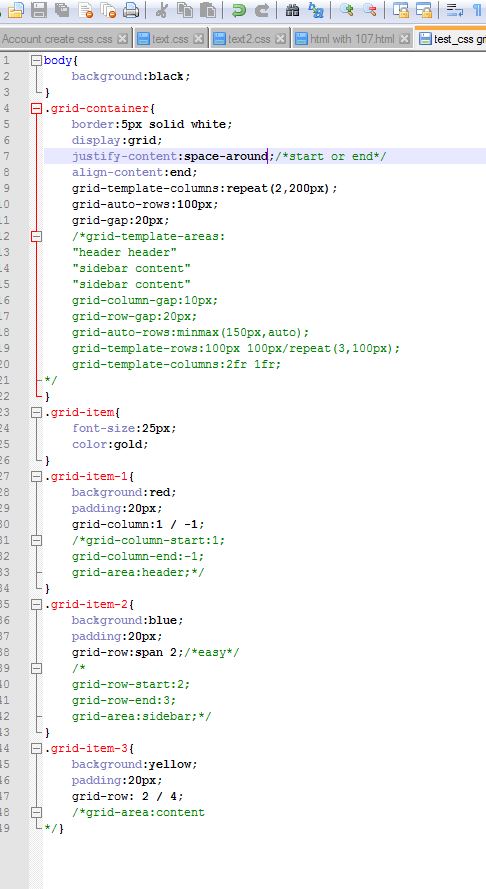 Account create css.css text.css text2.css html with 107.html test_css gr
1 body{
2 background:black;
3 }
4 .grid-container{
5 border:5px solid white;
6 display:grid;
7 justify-content:space-around;/*start or end*/
8 align-content:end;
9 grid-template-columns:repeat(2,200px);
10 grid-auto-rows:100px;
11 grid-gap:20px;
12 /*grid-template-areas:
13 "header header"
14 "sidebar content"
15 "sidebar content"
16 grid-column-gap:10px;
17 grid-row-gap:20px;
18 grid-auto-rows:minmax(150px,auto);
19 grid-template-rows:100px 100px/repeat(3,100px);
20 grid-template-columns:2fr 1fr;
21 */
22 }
23 .grid-item{
24 font-size:25px;
25 color:gold;
26 }
27 .grid-item-1{
28 background:red;
29 padding:20px;
30 grid-column:1 / -1;
31 /*grid-column-start:1;
32 grid-column-end:-1;
33 grid-area:header;*/
34 }
35 .grid-item-2{
36 background:blue;
37 padding:20px;
38 grid-row:span 2;/*easy*/
39 /*
40 grid-row-start:2;
41 grid-row-end:3;
42 grid-area:sidebar;*/
43 }
44 .grid-item-3{
45 background:yellow;
46 padding:20px;
47 grid-row: 2 / 4;
48 /*grid-area:content
49 */}